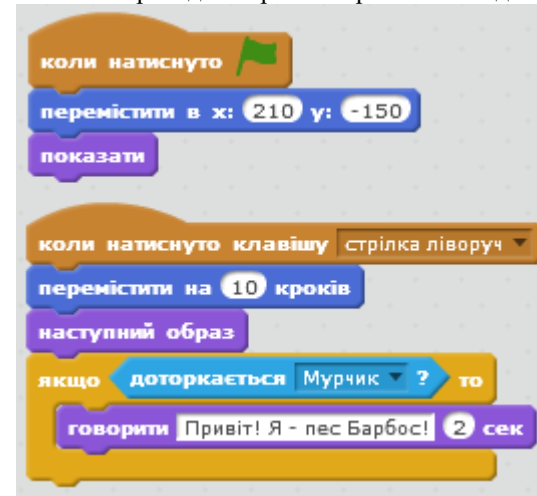 коли натиснуто
перемістити в x: 210 y: -150
показати
коли натиснуто клавішу стрілка ліворуч
перемістити на 10 кроків
наступний образ
якщо доторкається Мурчик ? то
говорити Привіт! Я - пес Барбос! 2 сек